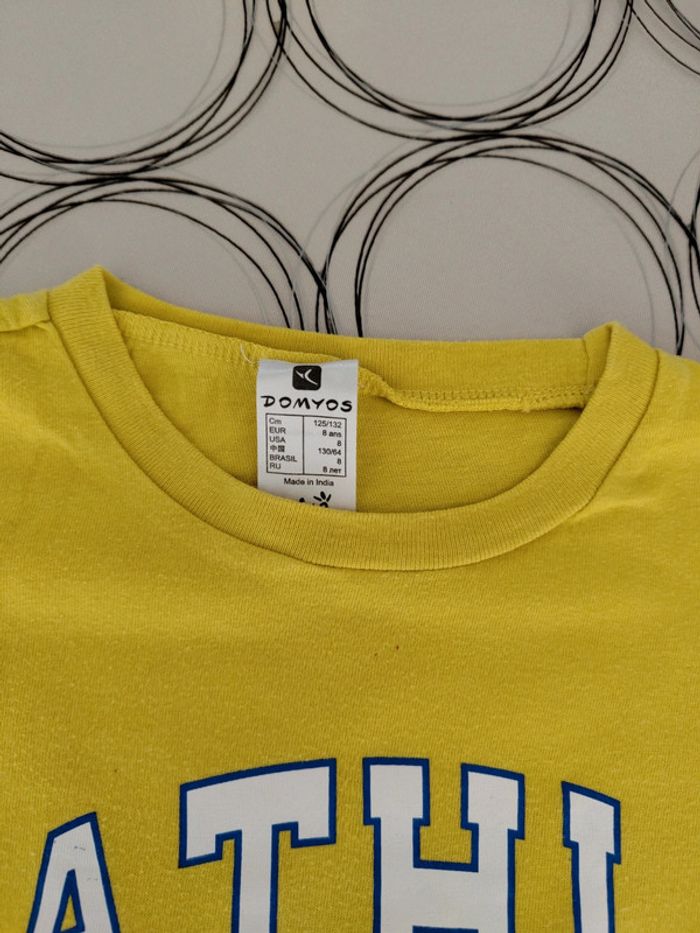 DOMYOS
Cm 125/132
EUR 8 ans
USA 8
中国 130/64
BRASIL 8
RU 8 лет
Made in India
ATHL